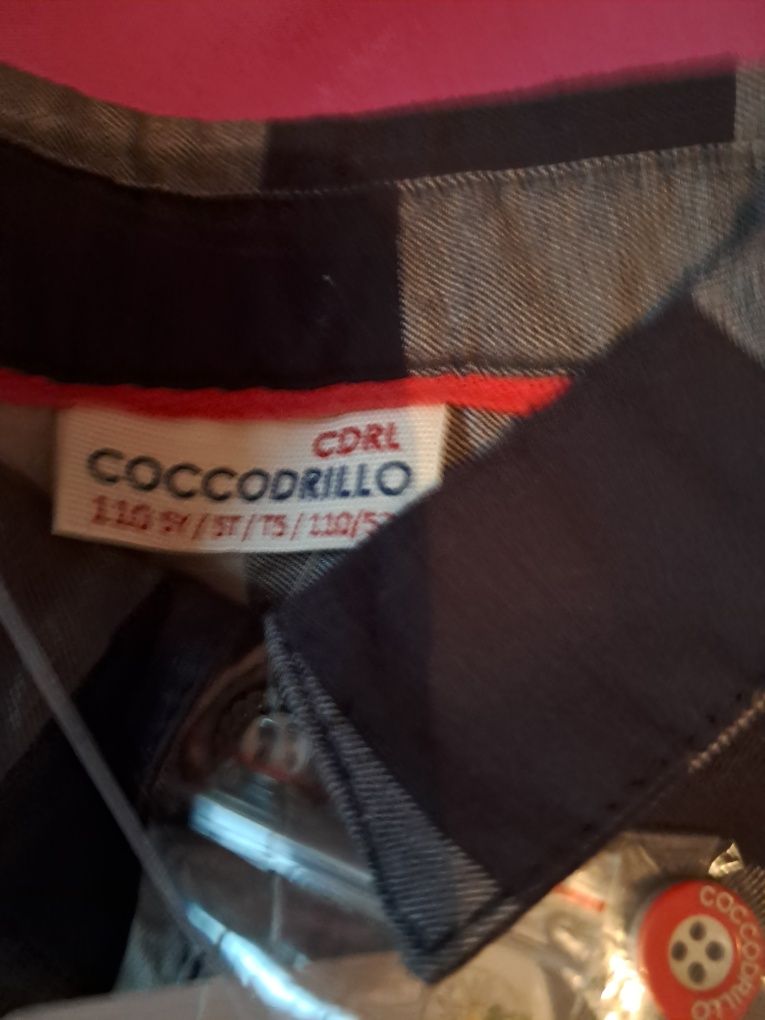 CDRL
COCCODRILLO
110 5Y / 5T / T5 / 110/5
COCCODRILLO